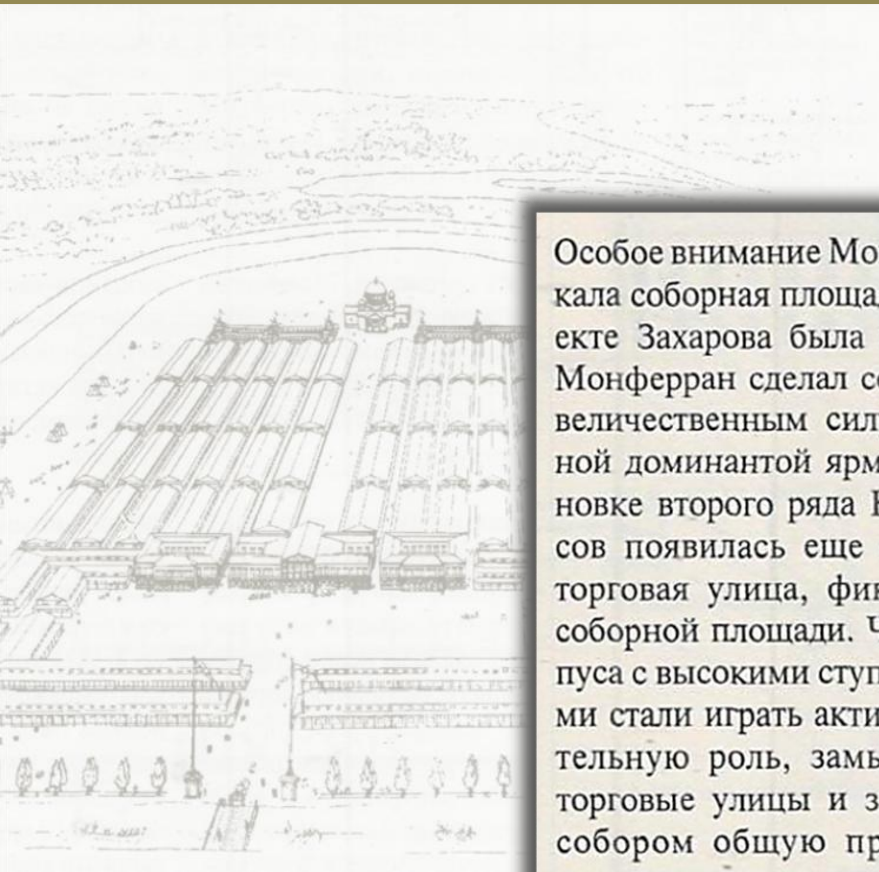 Особое внимание Мо
кала соборная площа
екте Захарова была
Монферран сделал с
величественным сил
ной доминантой ярм
новке второго ряда
сов появилась еще
торговая улица, фи
соборной площади.
пуса с высокими ступ
ми стали играть акти
тельную роль, замы
торговые улицы и з
собором общую пр